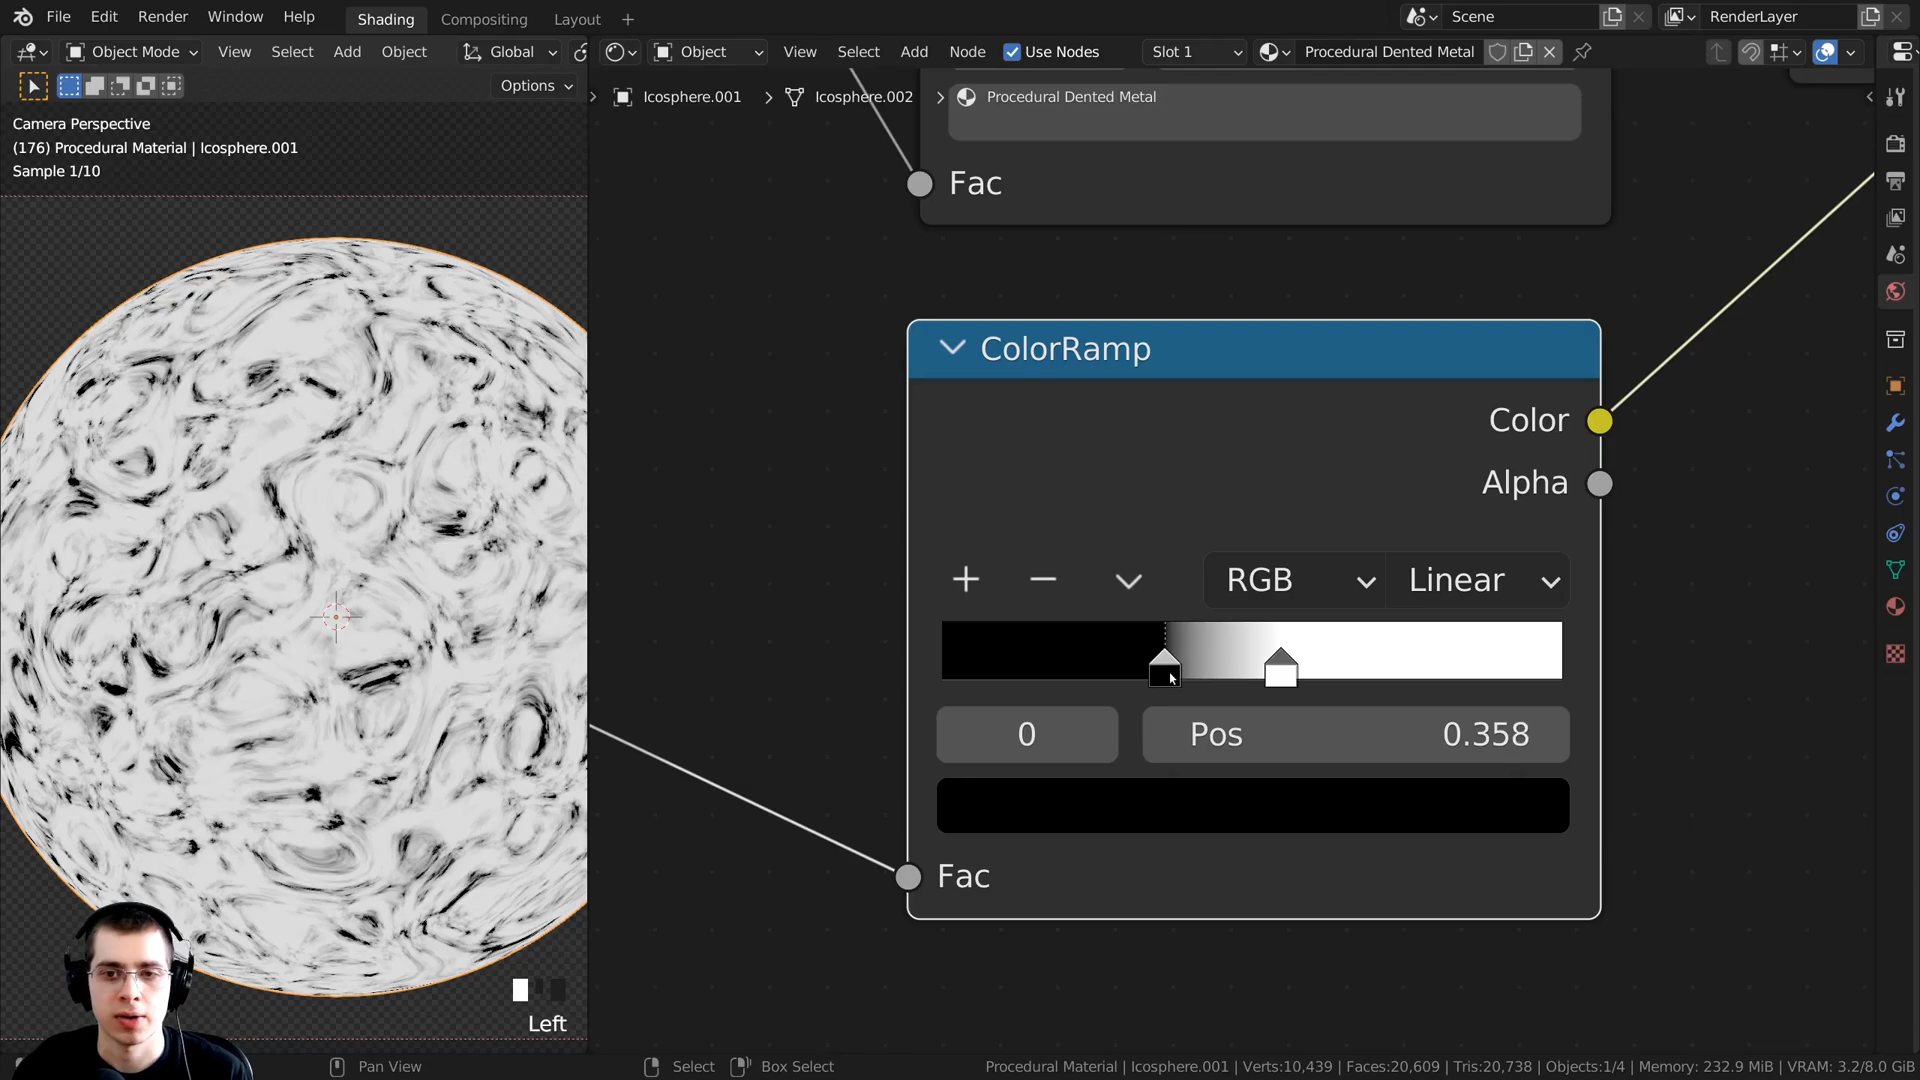 File Edit Render Window Help Shading Compositing Layout + Scene RenderLayer
Object Mode View Select Add Object Global Object View Select Add Node Use Nodes Slot 1 Procedural Dented Metal
Options
Icosphere.001 Icosphere.002 Procedural Dented Metal
Camera Perspective
(176) Procedural Material | Icosphere.001
Sample 1/10
Fac
ColorRamp
Color
Alpha
RGB Linear
0 Pos 0.358
Fac
Left
Pan View Select Box Select Procedural Material | Icosphere.001 | Verts:10,439 | Faces:20,609 | Tris:20,738 | Objects:1/4 | Memory: 232.9 MiB | VRAM: 3.2/8.0 GiB